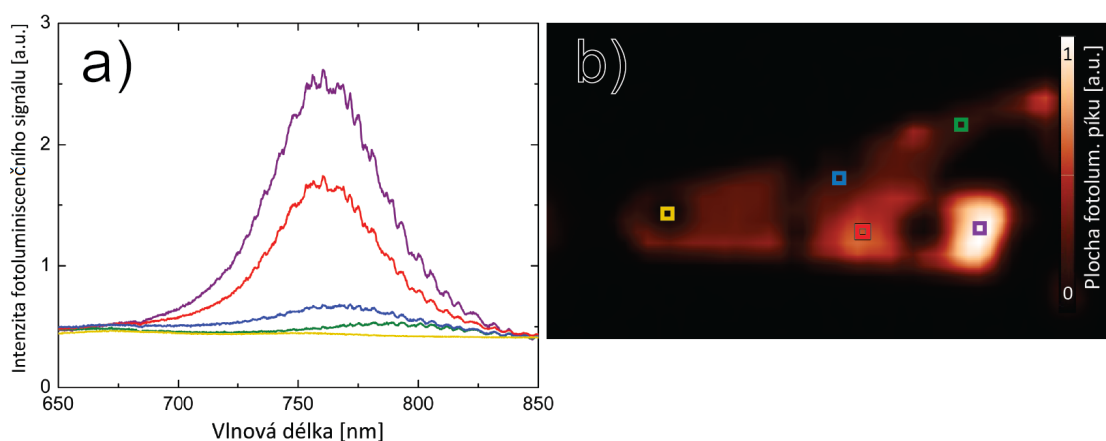 a)
Intenzita fotoluminiscenčního signálu [a.u.]
3
2
1
0
650
700
750
800
850
Vlnová délka [nm]
b)
1
0
Plocha fotolum. píku [a.u.]